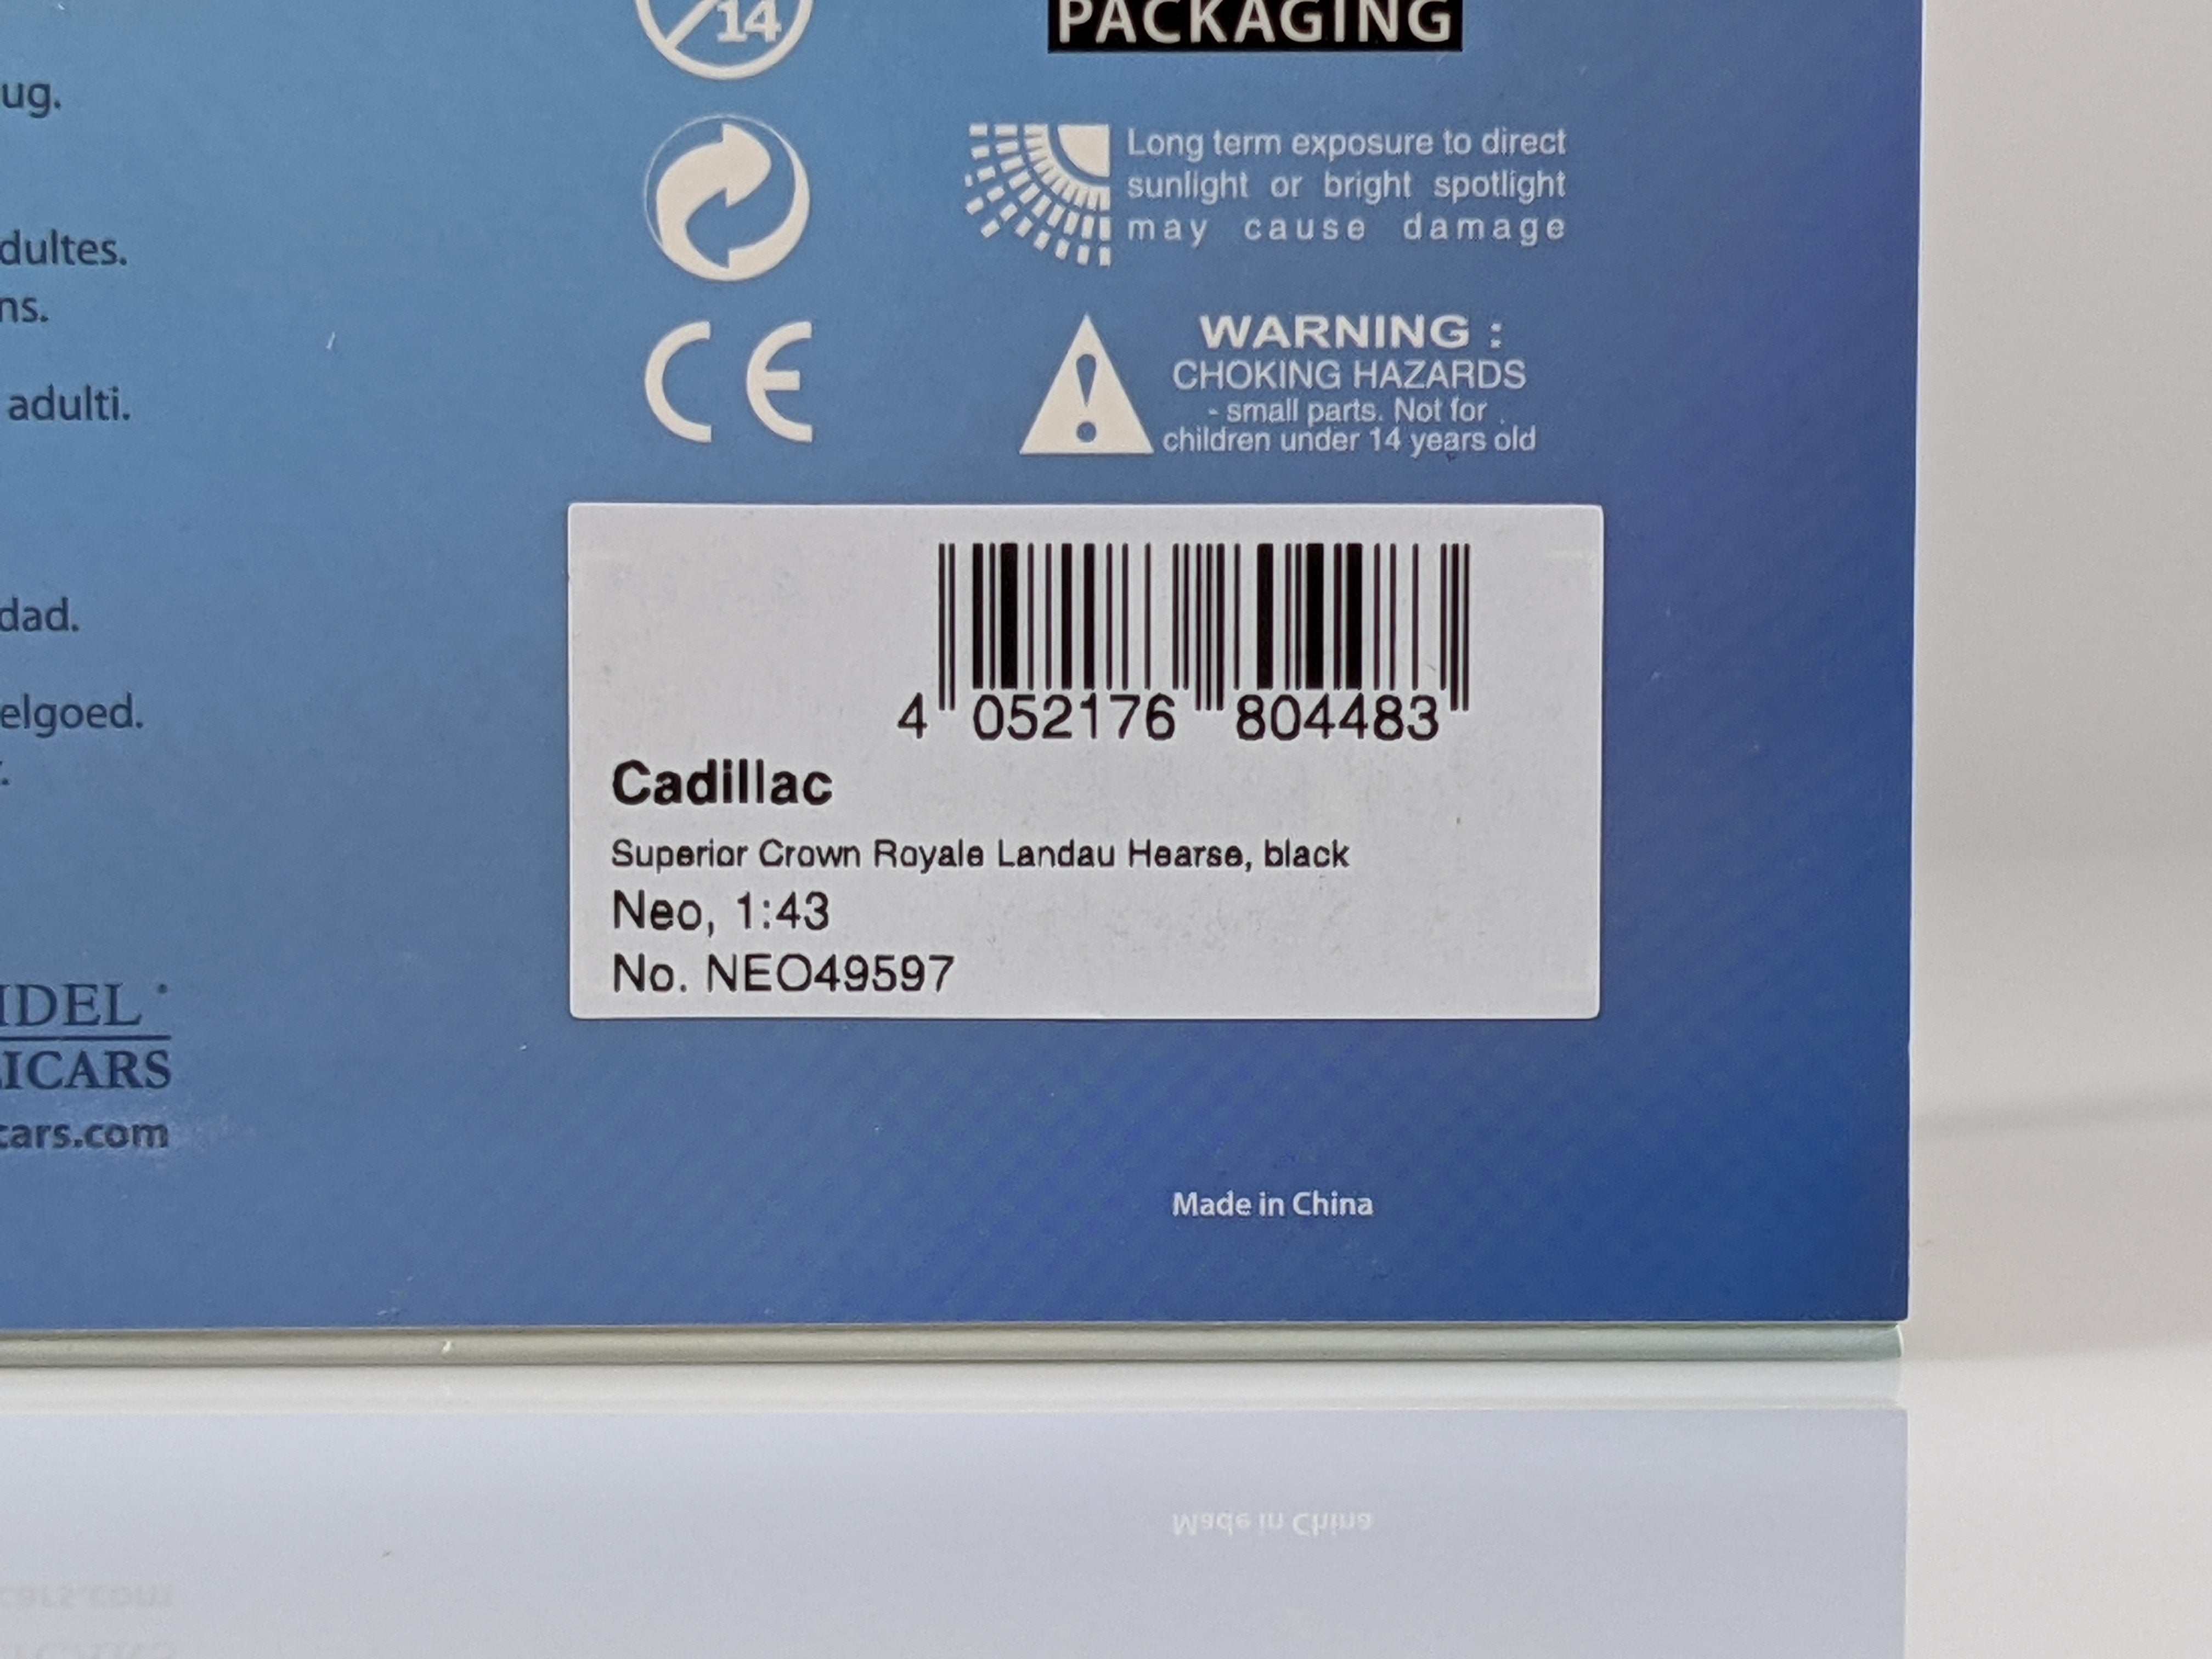 14
PACKAGING
ug.
Long term exposure to direct
sunlight or bright spotlight
may cause damage
dultes.
ns.
adulti.
CE
WARNING :
CHOKING HAZARDS
- small parts. Not for
children under 14 years old
dad.
elgoed.
4 052176 804483
Cadillac
Superior Crown Royale Landau Hearse, black
Neo, 1:43
No. NEO49597
IDEL
ICARS
cars.com
Made in China